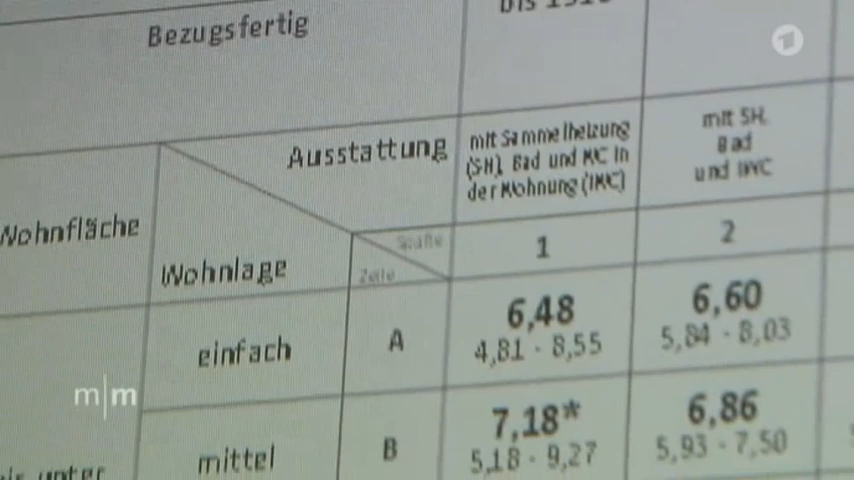 Bezugsfertig
Ausstattung
mit Sammelheizung
(SH), Bad und WC in
der Wohnung (IWC)
mit SH,
Bad
und IWC
Wohnfläche
Wohnlage
Spalte
Zeile
1
2
einfach
A
6,48
4,81 - 8,55
6,60
5,84 - 8,03
m|m
mittel
B
7,18*
5,18 - 9,27
6,86
5,93 - 7,50
unter